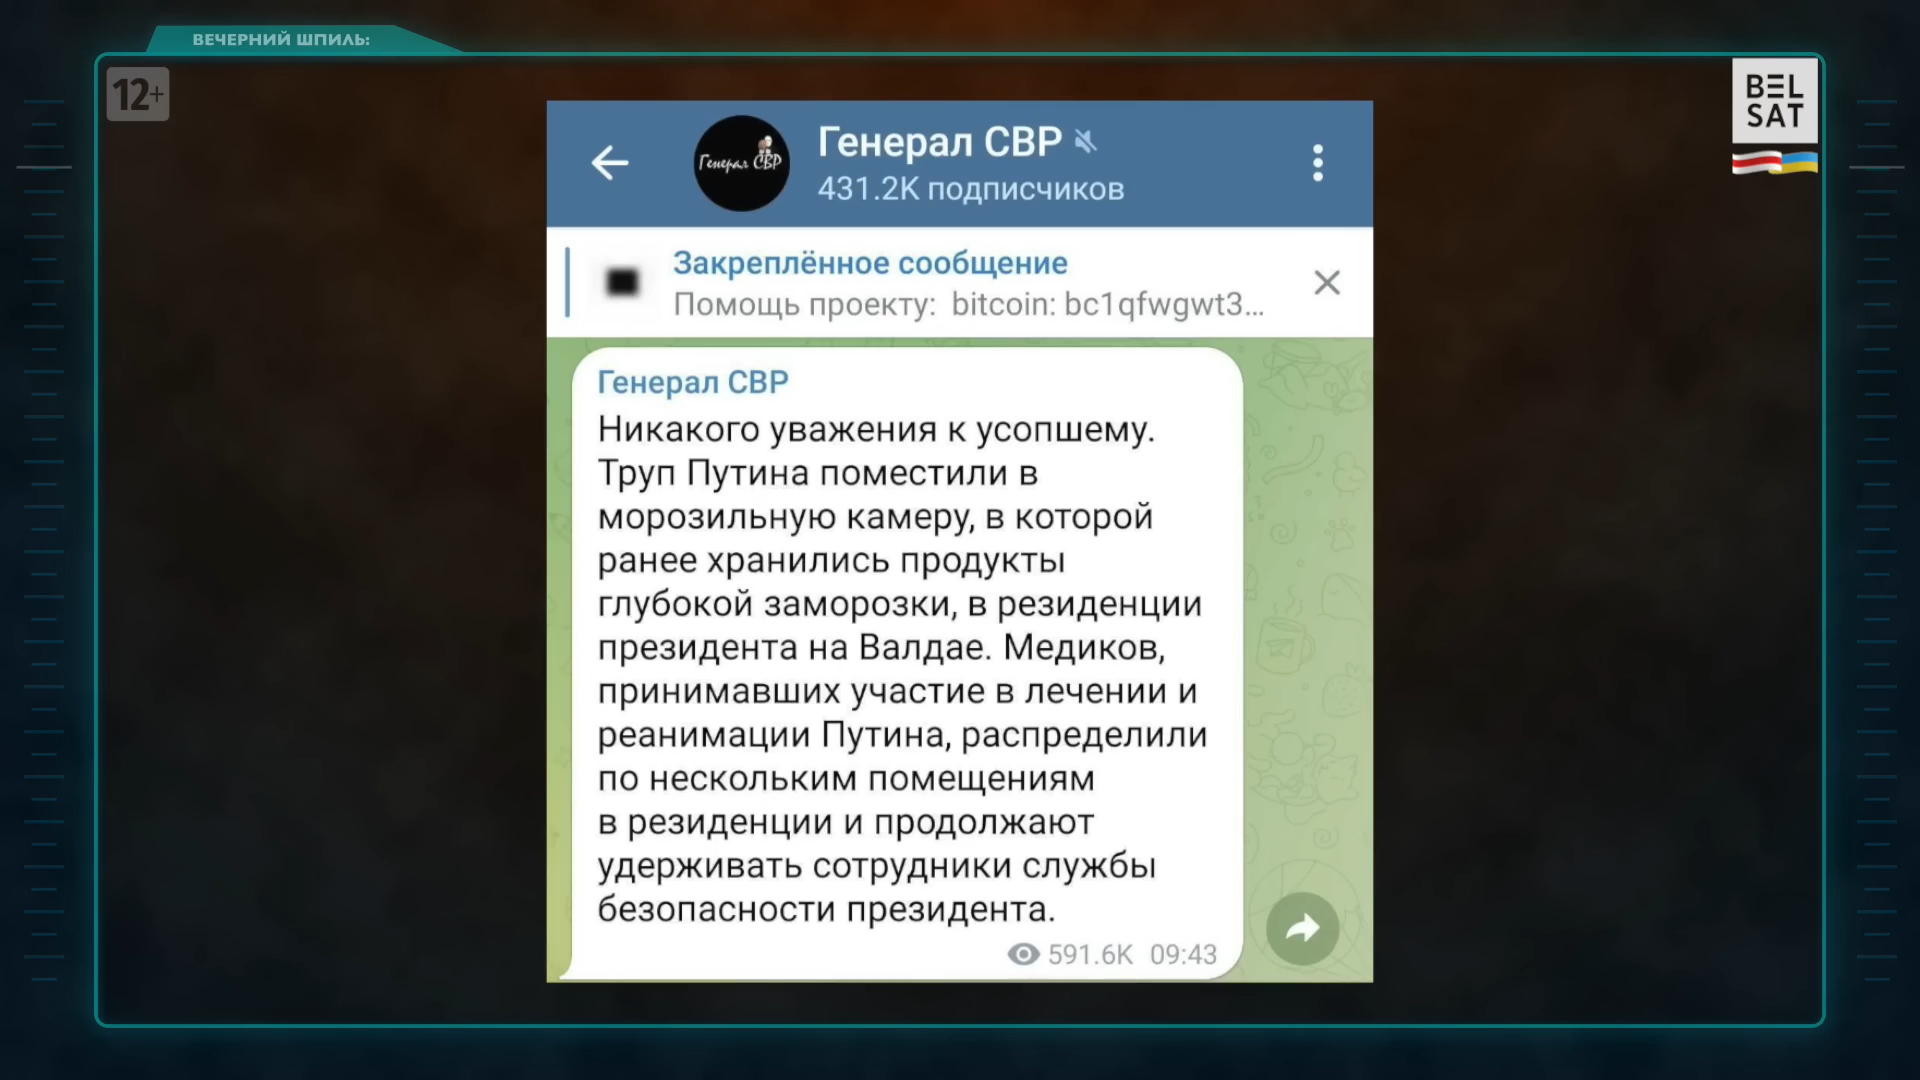 ВЕЧЕРНИЙ ШПИЛЬ:
12+
BEL
SAT
Генерал СВР
Генерал СВР
431.2K подписчиков
Закреплённое сообщение
Помощь проекту: bitcoin: bc1qfwgwt3...
Генерал СВР
Никакого уважения к усопшему.
Труп Путина поместили в
морозильную камеру, в которой
ранее хранились продукты
глубокой заморозки, в резиденции
президента на Валдае. Медиков,
принимавших участие в лечении и
реанимации Путина, распределили
по нескольким помещениям
в резиденции и продолжают
удерживать сотрудники службы
безопасности президента.
591.6K 09:43